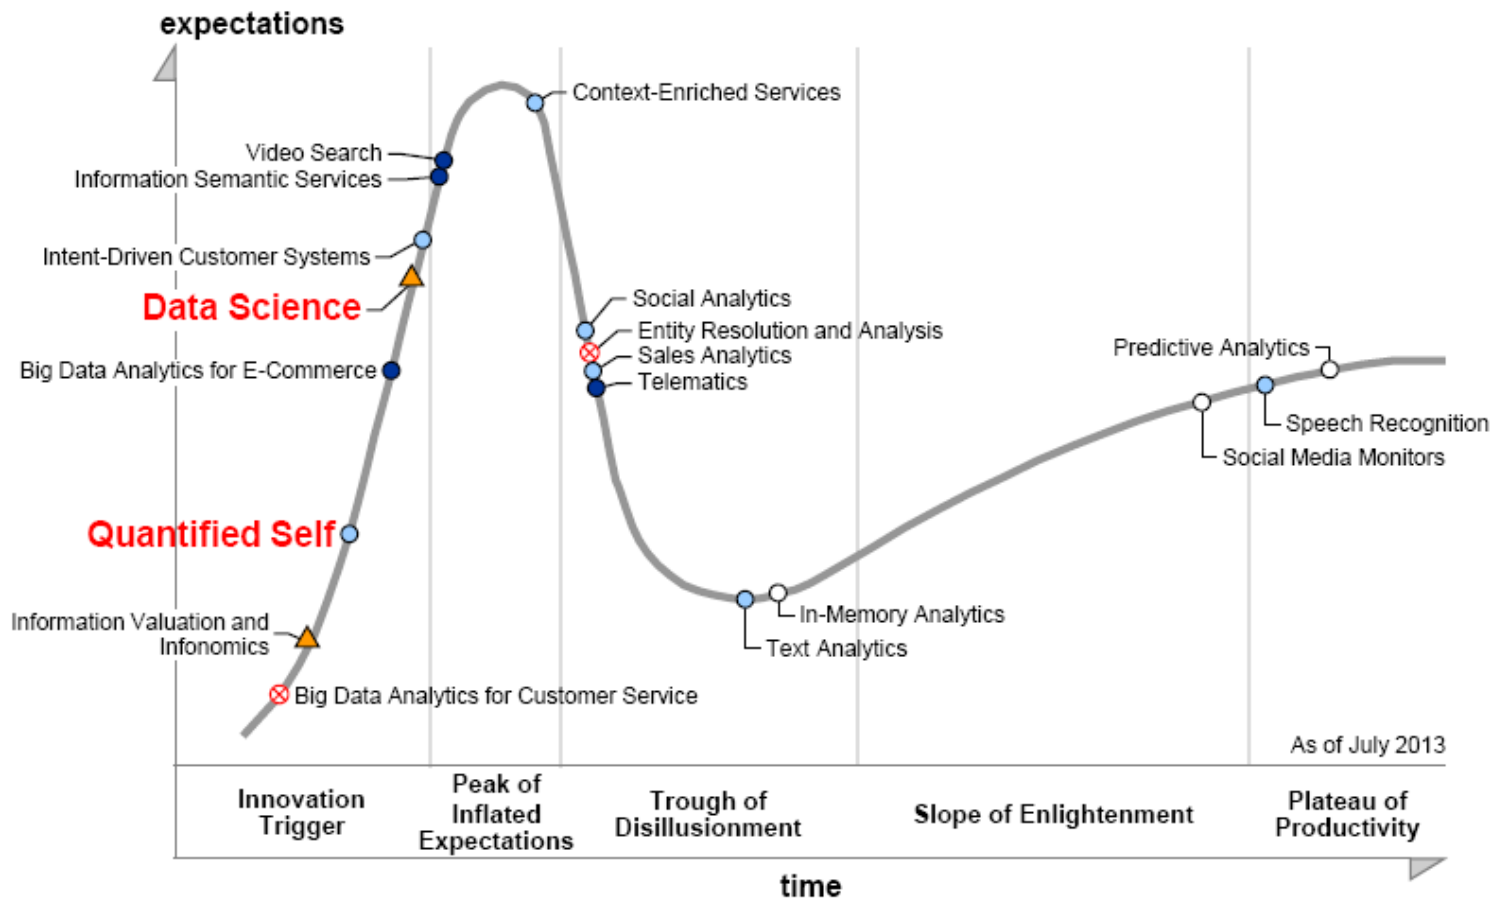 expectations
Context-Enriched Services
Video Search
Information Semantic Services
Intent-Driven Customer Systems
Data Science
Social Analytics
Entity Resolution and Analysis
Sales Analytics
Telematics
Predictive Analytics
Big Data Analytics for E-Commerce
Speech Recognition
Social Media Monitors
Quantified Self
In-Memory Analytics
Text Analytics
Information Valuation and
Infonomics
Big Data Analytics for Customer Service
As of July 2013
Innovation
Trigger
Peak of
Inflated
Expectations
Trough of
Disillusionment
Slope of Enlightenment
Plateau of
Productivity
time